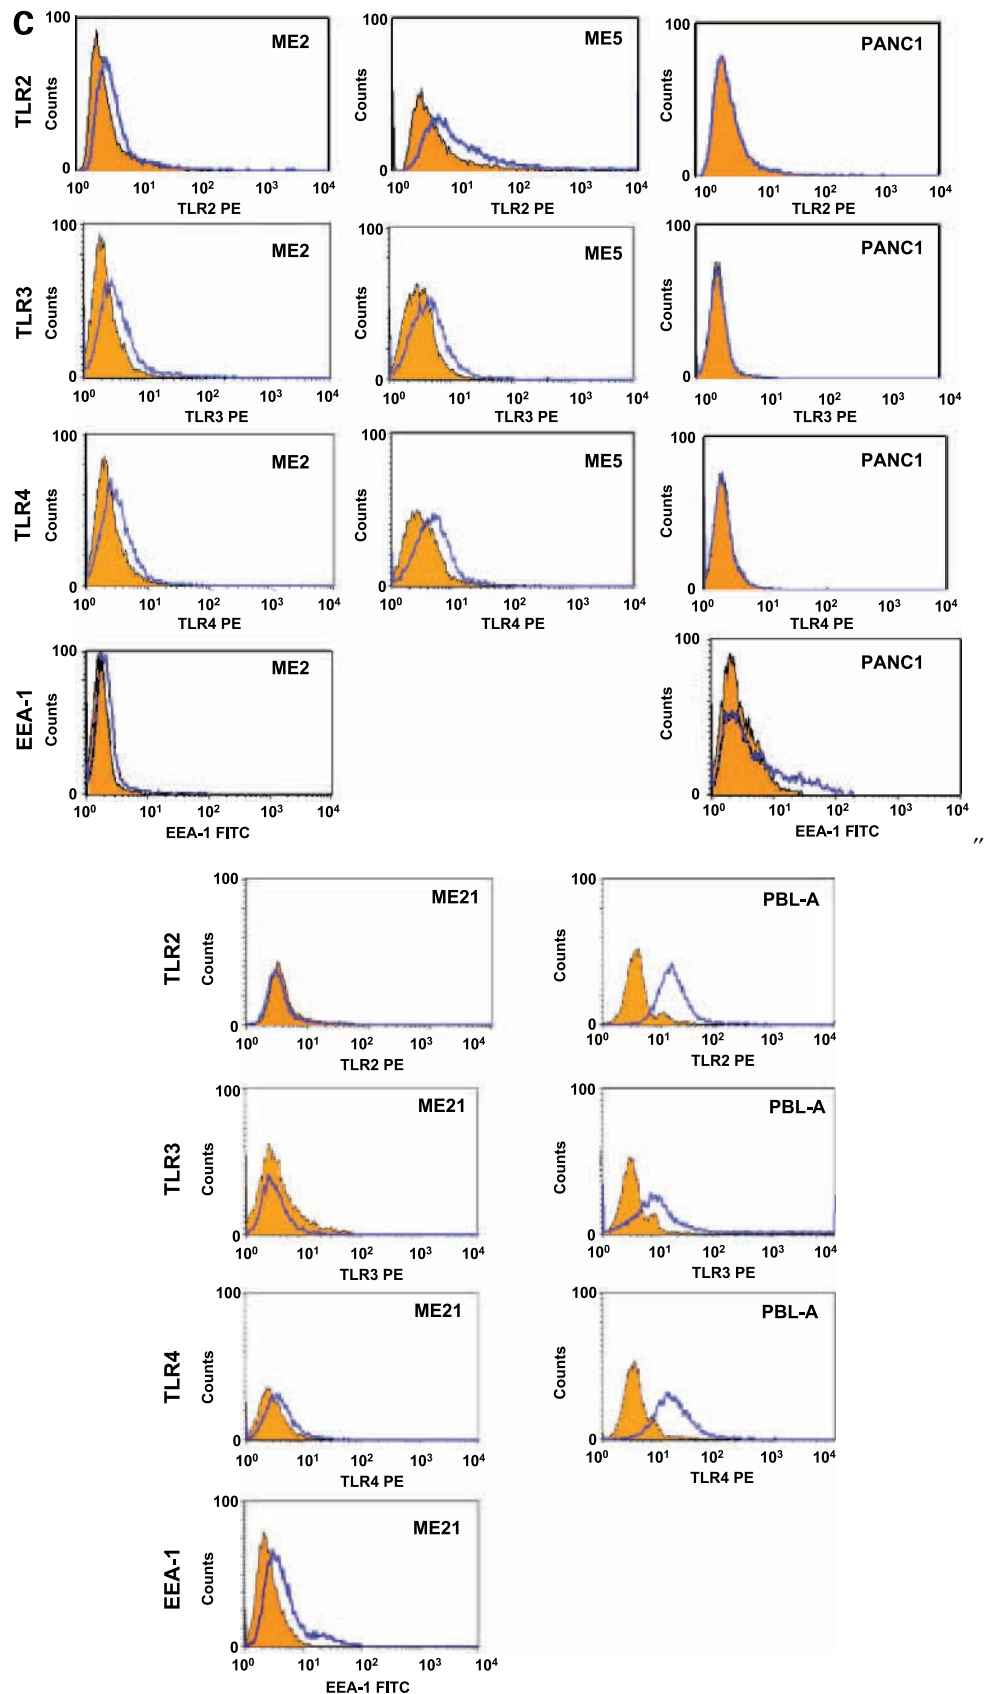 C
TLR2
100
Counts
0
ME2
10⁰ 10¹ 10² 10³ 10⁴
TLR2 PE
100
Counts
0
ME5
10⁰ 10¹ 10² 10³ 10⁴
TLR2 PE
100
Counts
0
PANC1
10⁰ 10¹ 10² 10³ 10⁴
TLR2 PE
TLR3
100
Counts
0
ME2
10⁰ 10¹ 10² 10³ 10⁴
TLR3 PE
100
Counts
0
ME5
10⁰ 10¹ 10² 10³ 10⁴
TLR3 PE
100
Counts
0
PANC1
10⁰ 10¹ 10² 10³ 10⁴
TLR3 PE
TLR4
100
Counts
0
ME2
10⁰ 10¹ 10² 10³ 10⁴
TLR4 PE
100
Counts
0
ME5
10⁰ 10¹ 10² 10³ 10⁴
TLR4 PE
100
Counts
0
PANC1
10⁰ 10¹ 10² 10³ 10⁴
TLR4 PE
EEA-1
100
Counts
0
ME2
10⁰ 10¹ 10² 10³ 10⁴
EEA-1 FITC
100
Counts
0
PANC1
10⁰ 10¹ 10² 10³ 10⁴
EEA-1 FITC
"
TLR2
100
Counts
0
ME21
10⁰ 10¹ 10² 10³ 10⁴
TLR2 PE
100
Counts
0
PBL-A
10⁰ 10¹ 10² 10³ 10⁴
TLR2 PE
TLR3
100
Counts
0
ME21
10⁰ 10¹ 10² 10³ 10⁴
TLR3 PE
100
Counts
0
PBL-A
10⁰ 10¹ 10² 10³ 10⁴
TLR3 PE
TLR4
100
Counts
0
ME21
10⁰ 10¹ 10² 10³ 10⁴
TLR4 PE
100
Counts
0
PBL-A
10⁰ 10¹ 10² 10³ 10⁴
TLR4 PE
EEA-1
100
Counts
0
ME21
10⁰ 10¹ 10² 10³ 10⁴
EEA-1 FITC